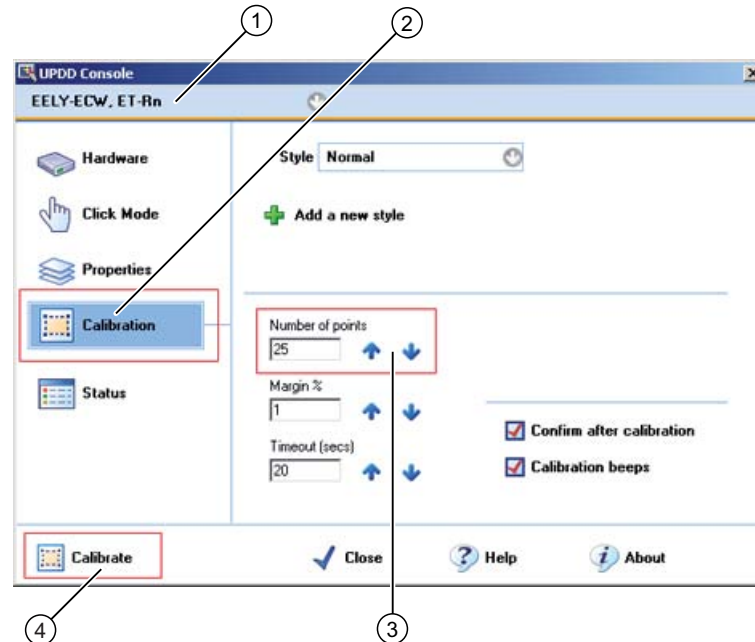 1
2
UPDD Console
EELY-ECW, ET-Rn
Hardware
Style Normal
Click Mode
Add a new style
Properties
Calibration
Number of points
25
Status
Margin %
1
Confirm after calibration
Timeout (secs)
20
Calibration beeps
Calibrate
Close
? Help
i About
4
3